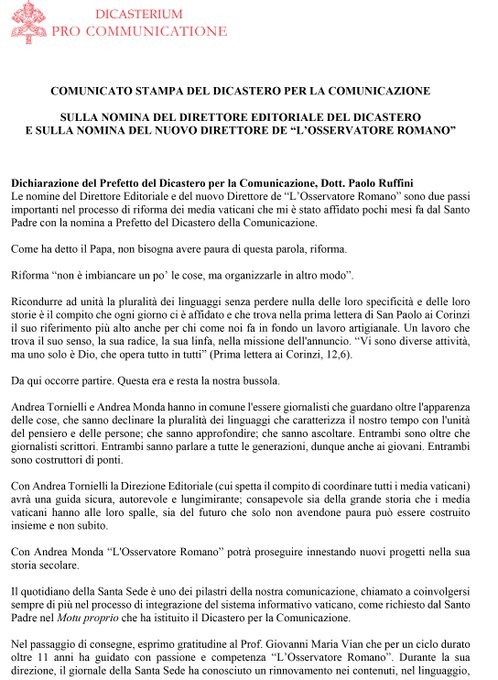 DICASTERIUM
PRO COMMUNICATIONE
COMUNICATO STAMPA DEL DICASTERO PER LA COMUNICAZIONE
SULLA NOMINA DEL DIRETTORE EDITORIALE DEL DICASTERO
E SULLA NOMINA DEL NUOVO DIRETTORE DE “L’OSSERVATORE ROMANO”
Dichiarazione del Prefetto del Dicastero per la Comunicazione, Dott. Paolo Ruffini
Le nomine del Direttore Editoriale e del nuovo Direttore de “L’Osservatore Romano” sono due passi
importanti nel processo di riforma dei media vaticani che mi è stato affidato pochi mesi fa dal Santo
Padre con la nomina a Prefetto del Dicastero della Comunicazione.
Come ha detto il Papa, non bisogna avere paura di questa parola, riforma.
Riforma “non è imbiancare un po’ le cose, ma organizzarle in altro modo”.
Ricondurre ad unità la pluralità dei linguaggi senza perdere nulla delle loro specificità e delle loro
storie è il compito che ogni giorno ci è affidato e che trova nella prima lettera di San Paolo ai Corinzi
il suo riferimento più alto anche per chi come noi fa in fondo un lavoro artigianale. Un lavoro che
trova il suo senso, la sua radice, la sua linfa, nella missione dell'annuncio. “Vi sono diverse attività,
ma uno solo è Dio, che opera tutto in tutti” (Prima lettera ai Corinzi, 12,6).
Da qui occorre partire. Questa era e resta la nostra bussola.
Andrea Tornielli e Andrea Monda hanno in comune l'essere giornalisti che guardano oltre l'apparenza
delle cose, che sanno declinare la pluralità dei linguaggi che caratterizza il nostro tempo con l'unità
del pensiero e delle persone; che sanno approfondire; che sanno ascoltare. Entrambi sono oltre che
giornalisti scrittori. Entrambi sanno parlare a tutte le generazioni, dunque anche ai giovani. Entrambi
sono costruttori di ponti.
Con Andrea Tornielli la Direzione Editoriale (cui spetta il compito di coordinare tutti i media vaticani)
avrà una guida sicura, autorevole e lungimirante; consapevole sia della grande storia che i media
vaticani hanno alle loro spalle, sia del futuro che solo non avendone paura può essere costruito
insieme e non subito.
Con Andrea Monda “L'Osservatore Romano” potrà proseguire innestando nuovi progetti nella sua
storia secolare.
Il quotidiano della Santa Sede è uno dei pilastri della nostra comunicazione, chiamato a coinvolgersi
sempre di più nel processo di integrazione del sistema informativo vaticano, come richiesto dal Santo
Padre nel Motu proprio che ha istituito il Dicastero per la Comunicazione.
Nel passaggio di consegne, esprimo gratitudine al Prof. Giovanni Maria Vian che per un ciclo durato
oltre 11 anni ha guidato con passione e competenza “L’Osservatore Romano”. Durante la sua
direzione, il giornale della Santa Sede ha conosciuto un rinnovamento nei contenuti, nel linguaggio,